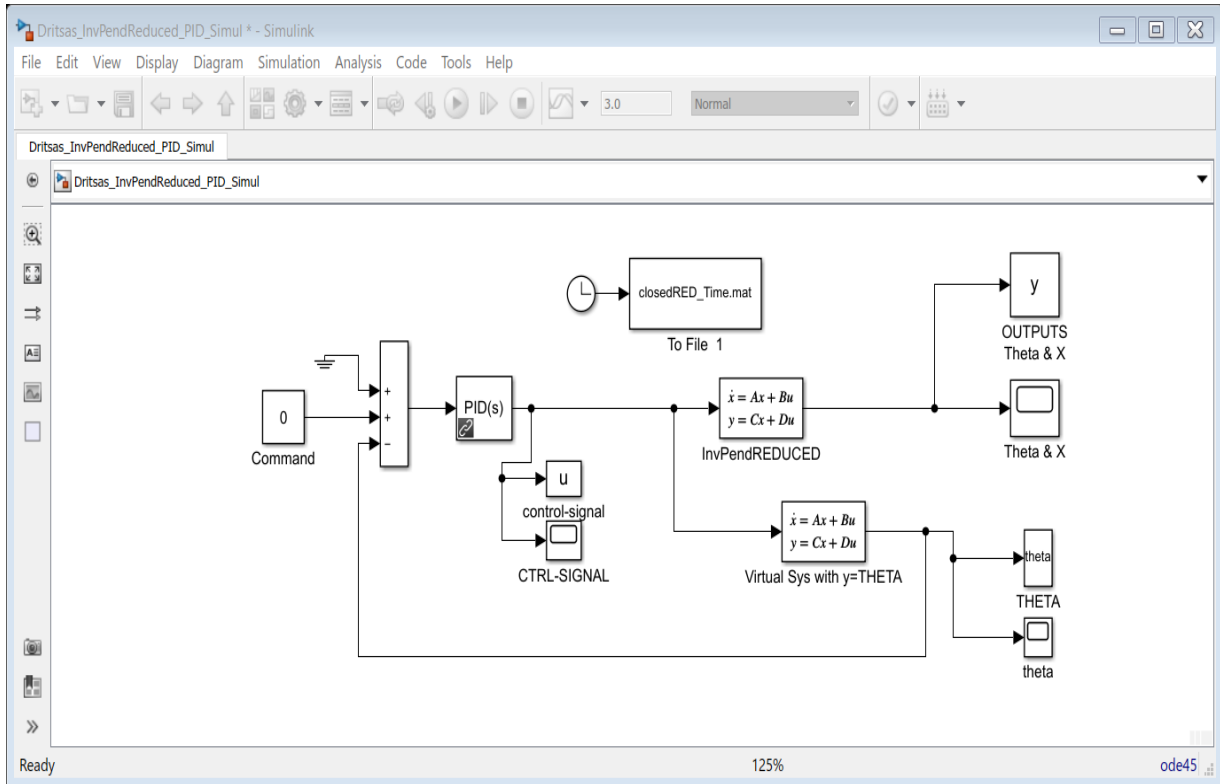 Dritsas_InvPendReduced_PID_Simul * - Simulink
File Edit View Display Diagram Simulation Analysis Code Tools Help
3.0 Normal
Dritsas_InvPendReduced_PID_Simul
Dritsas_InvPendReduced_PID_Simul
closedRED_Time.mat
To File 1
y
OUTPUTS
Theta & X
+
+
−
0
Command
PID(s)
ẋ = Ax + Bu
y = Cx + Du
InvPendREDUCED
Theta & X
u
control-signal
CTRL-SIGNAL
ẋ = Ax + Bu
y = Cx + Du
Virtual Sys with y=THETA
theta
THETA
theta
Ready 125% ode45